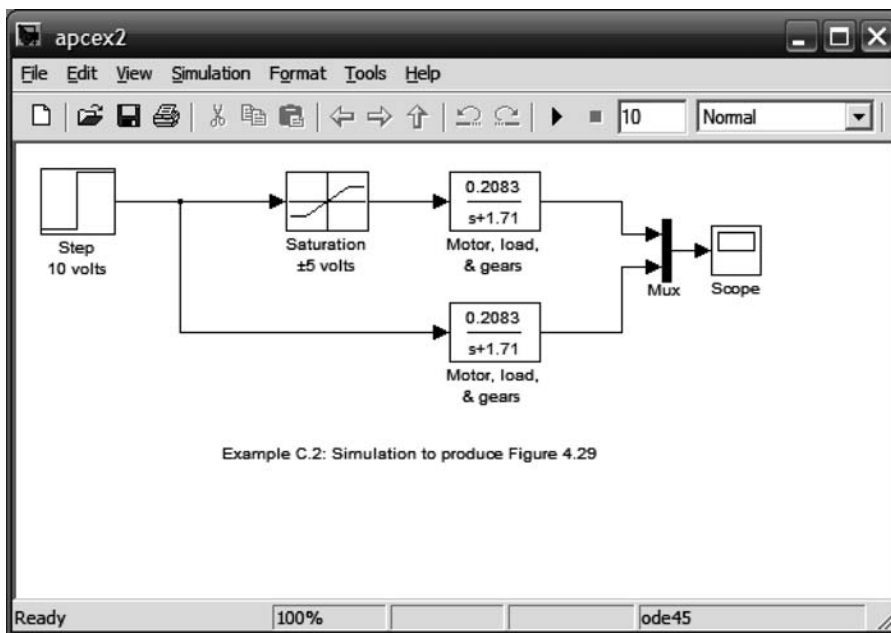 apcex2
File Edit View Simulation Format Tools Help
10 Normal
Step
10 volts
Saturation
±5 volts
0.2083
s+1.71
Motor, load,
& gears
Mux
Scope
0.2083
s+1.71
Motor, load,
& gears
Example C.2: Simulation to produce Figure 4.29
Ready 100% ode45